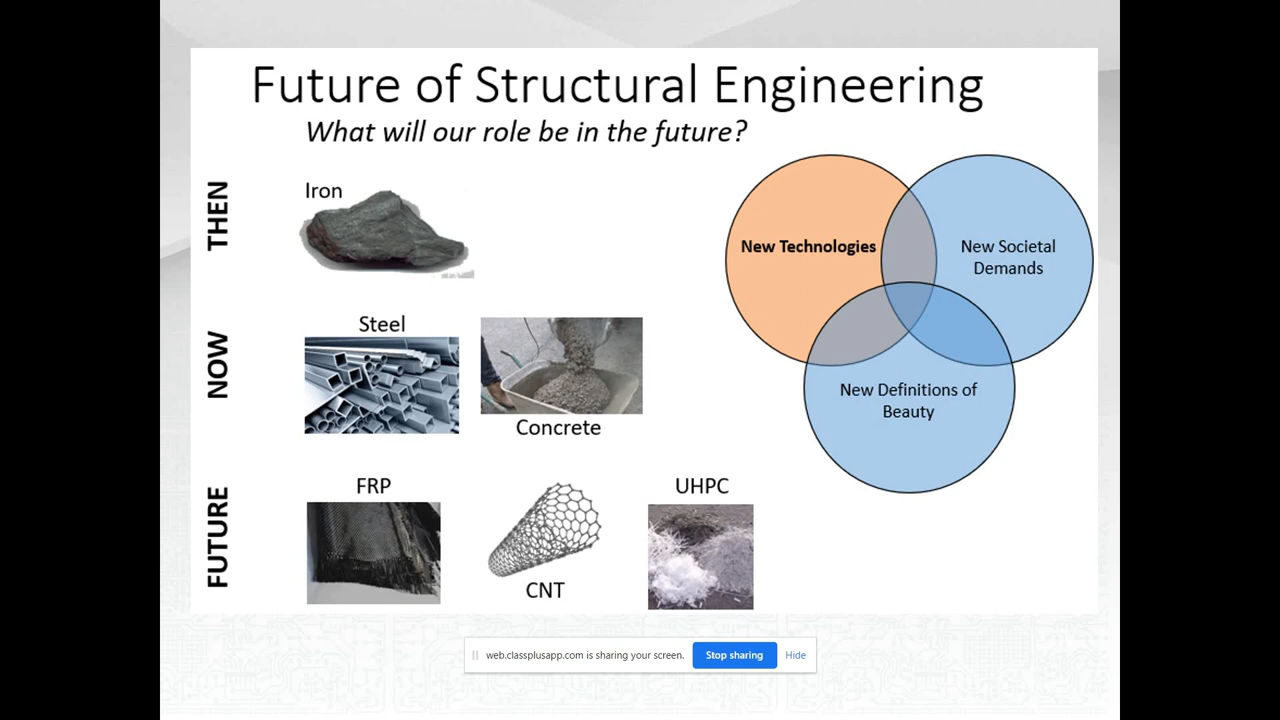 Future of Structural Engineering
What will our role be in the future?
THEN
Iron
New Technologies
New Societal
Demands
NOW
Steel
Concrete
New Definitions of
Beauty
FUTURE
FRP
CNT
UHPC
web.classplusapp.com is sharing your screen.
Stop sharing
Hide